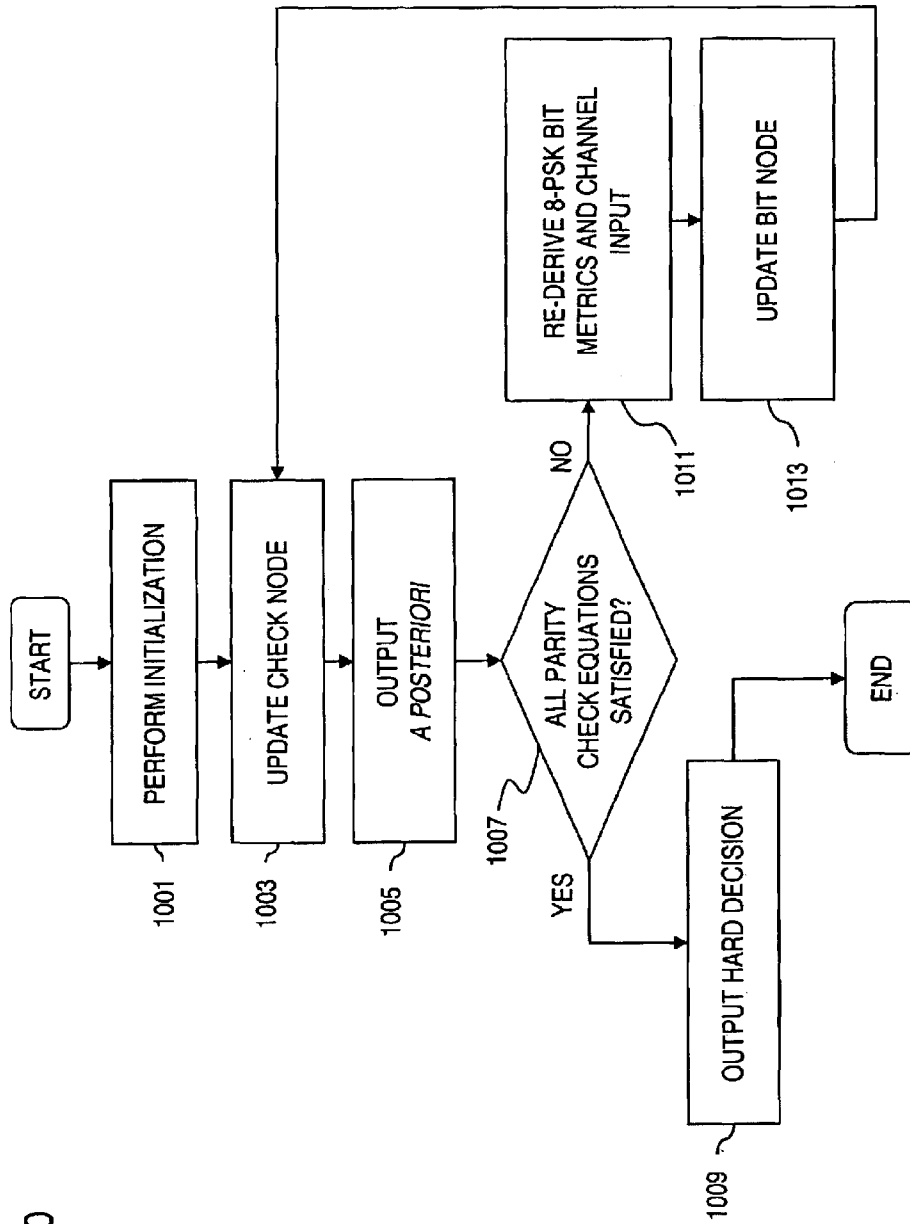 START
PERFORM INITIALIZATION
1001
UPDATE CHECK NODE
1003
OUTPUT
A POSTERIORI
1005
ALL PARITY
CHECK EQUATIONS
SATISFIED?
1007
YES
NO
RE-DERIVE 8-PSK BIT
METRICS AND CHANNEL
INPUT
1011
UPDATE BIT NODE
1013
OUTPUT HARD DECISION
1009
END